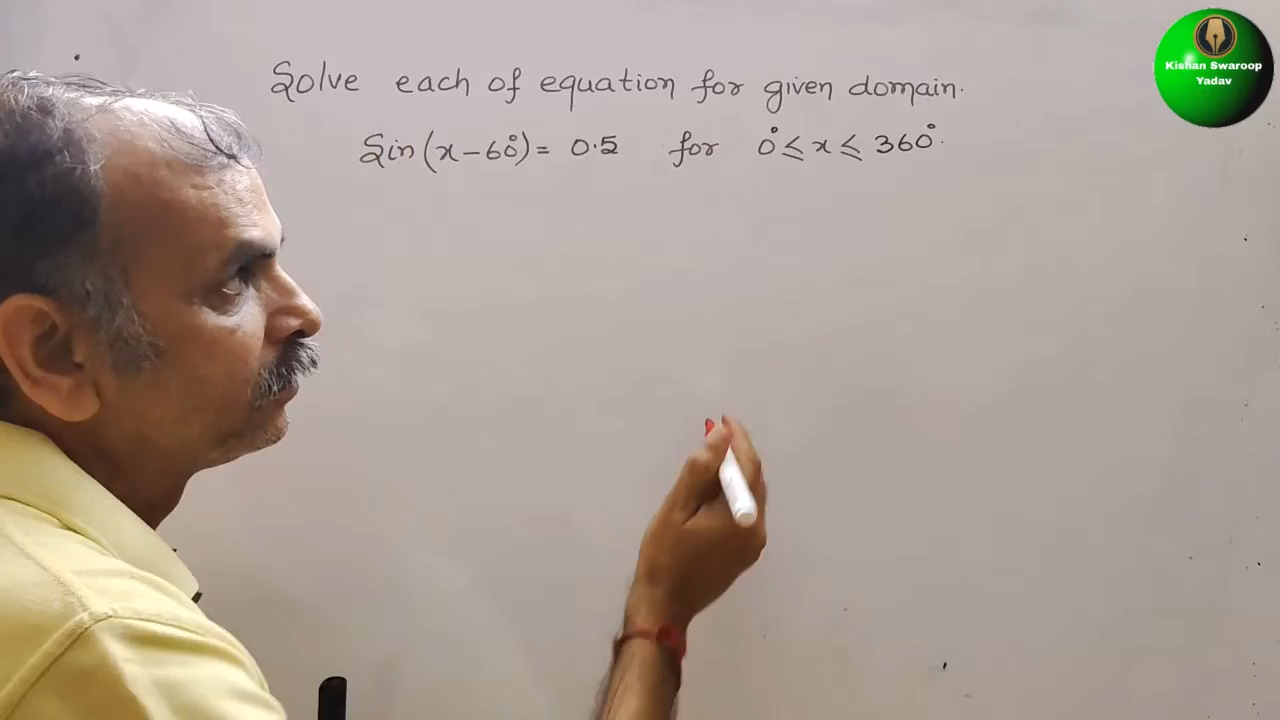 Solve each of equation for given domain.
Sin(x-60°)= 0.5 for 0°≤ x ≤ 360°.
Kishan Swaroop
Yadav